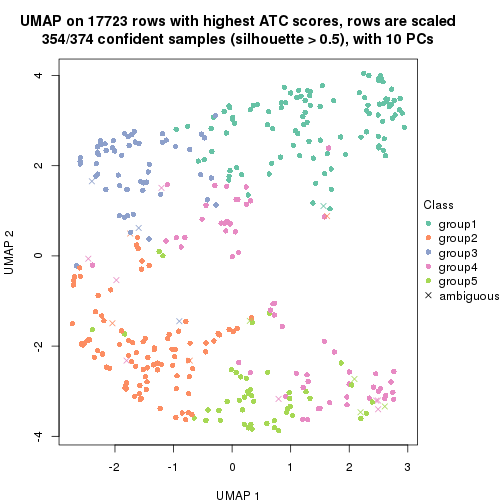 UMAP on 17723 rows with highest ATC scores, rows are scaled
354/374 confident samples (silhouette > 0.5), with 10 PCs
4
2
0
-2
-4
UMAP 2
-2
-1
0
1
2
3
UMAP 1
Class
group1
group2
group3
group4
group5
ambiguous